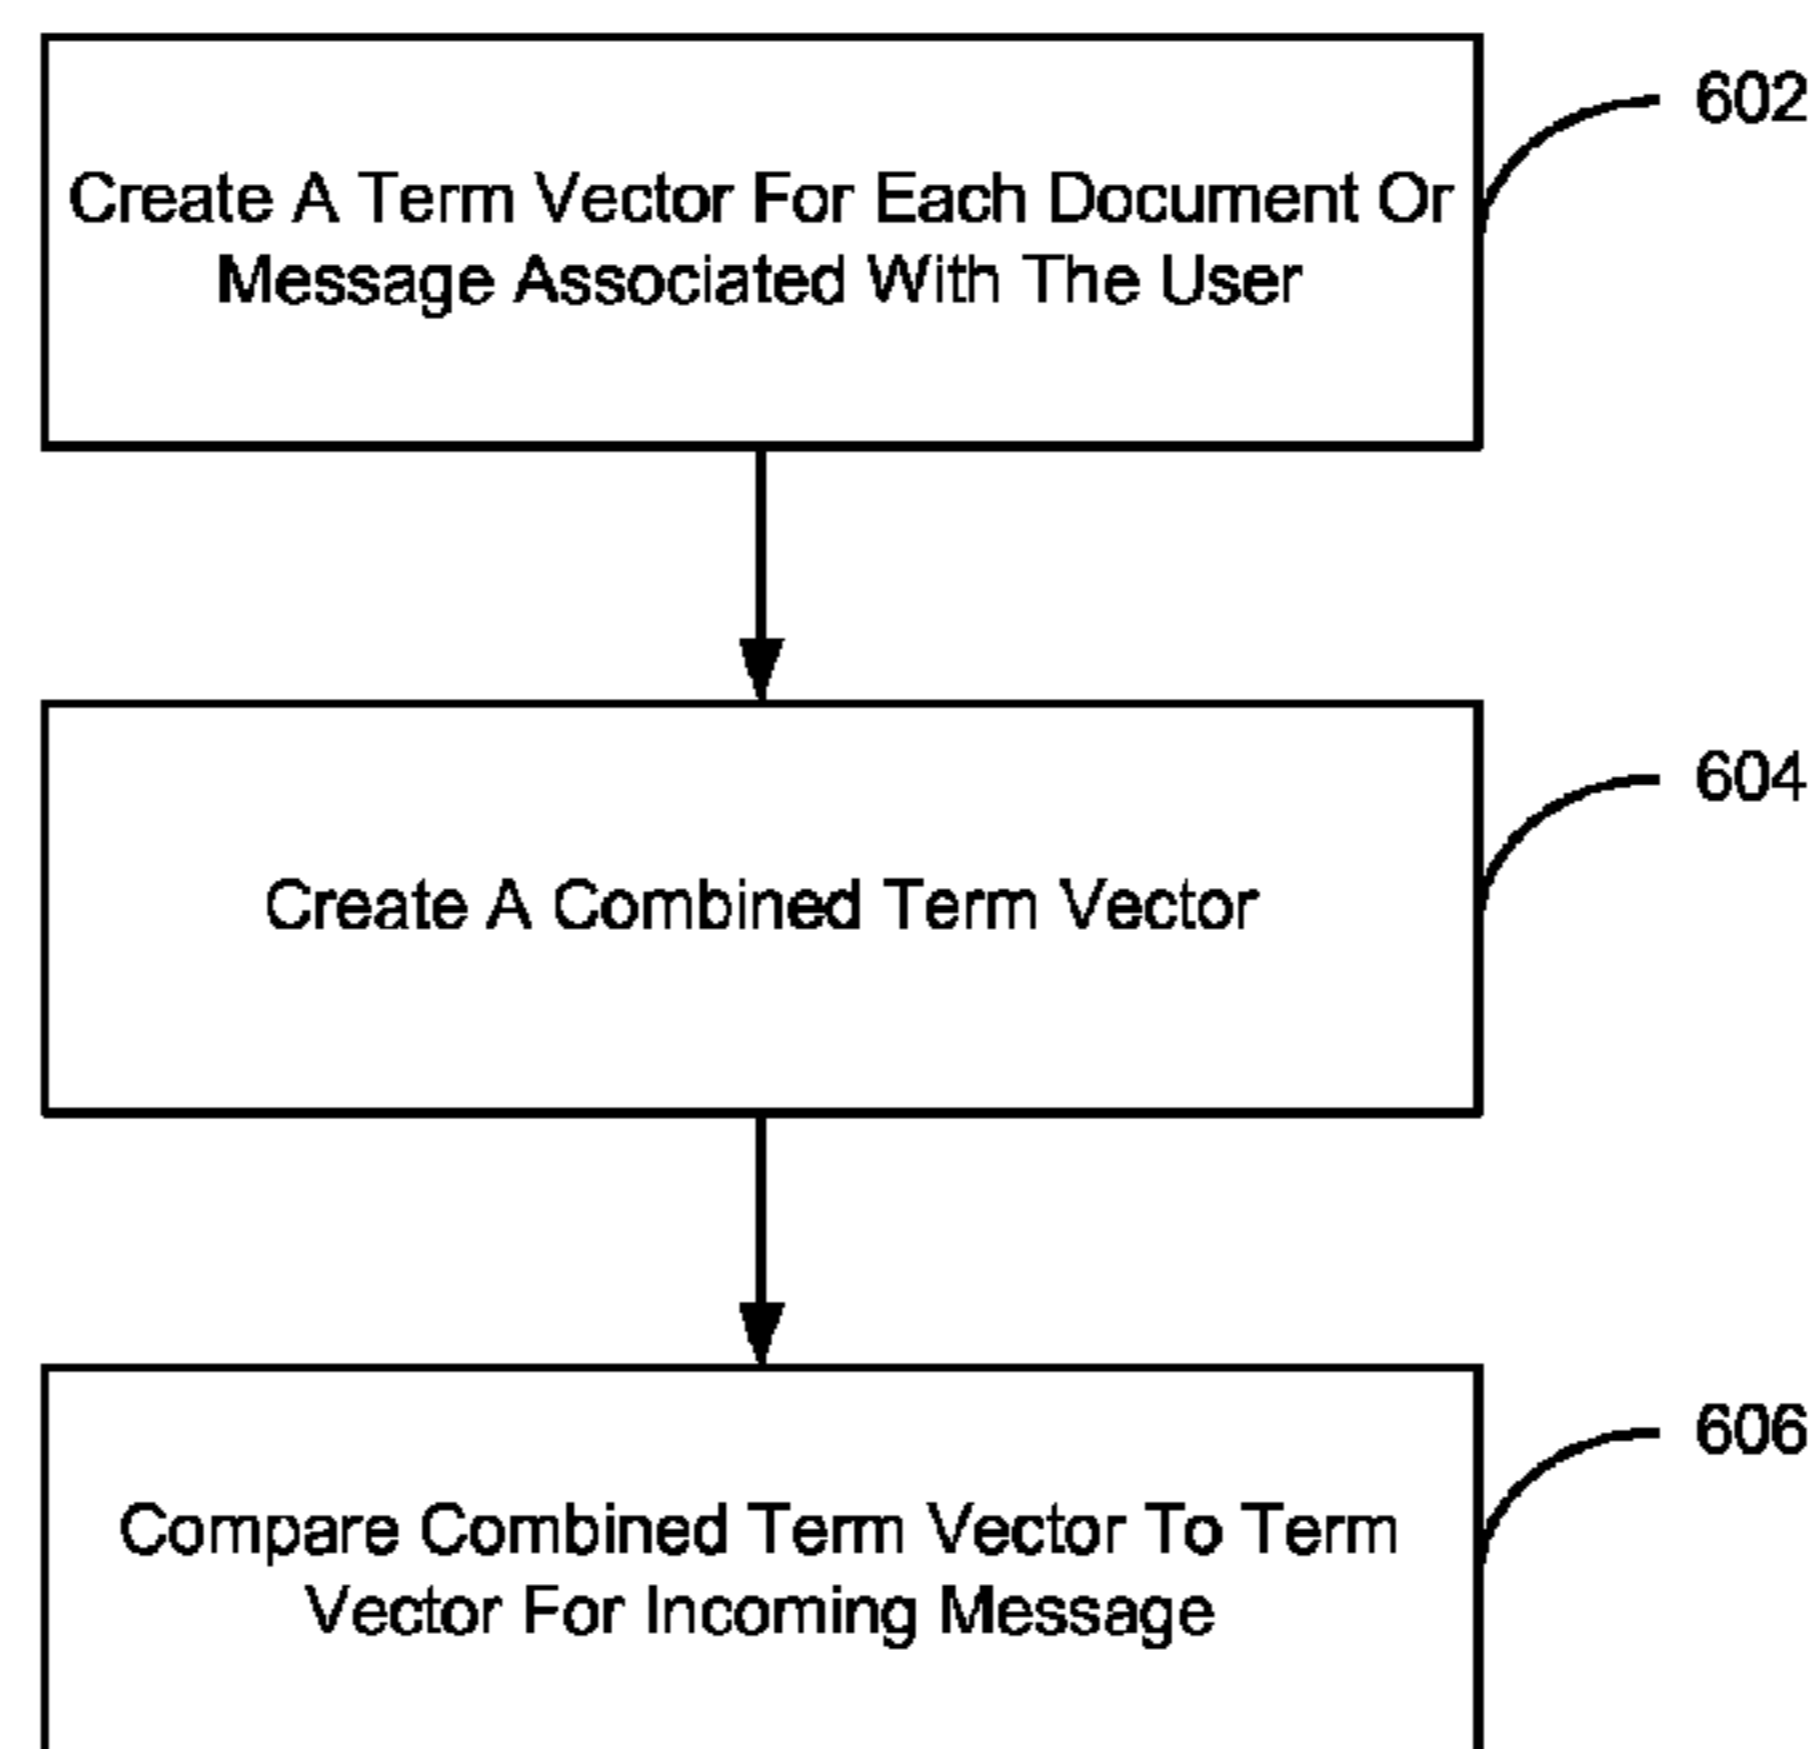 602
Create A Term Vector For Each Document Or
Message Associated With The User
604
Create A Combined Term Vector
606
Compare Combined Term Vector To Term
Vector For Incoming Message